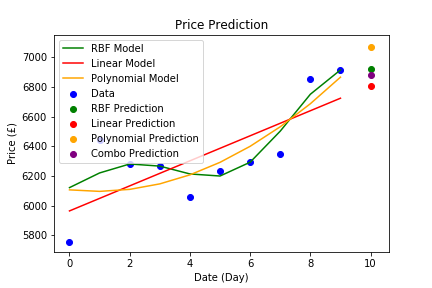 Price Prediction
RBF Model
Linear Model
Polynomial Model
Data
RBF Prediction
Linear Prediction
Polynomial Prediction
Combo Prediction
7000
6800
6600
6400
6200
6000
5800
Price (£)
0 2 4 6 8 10
Date (Day)